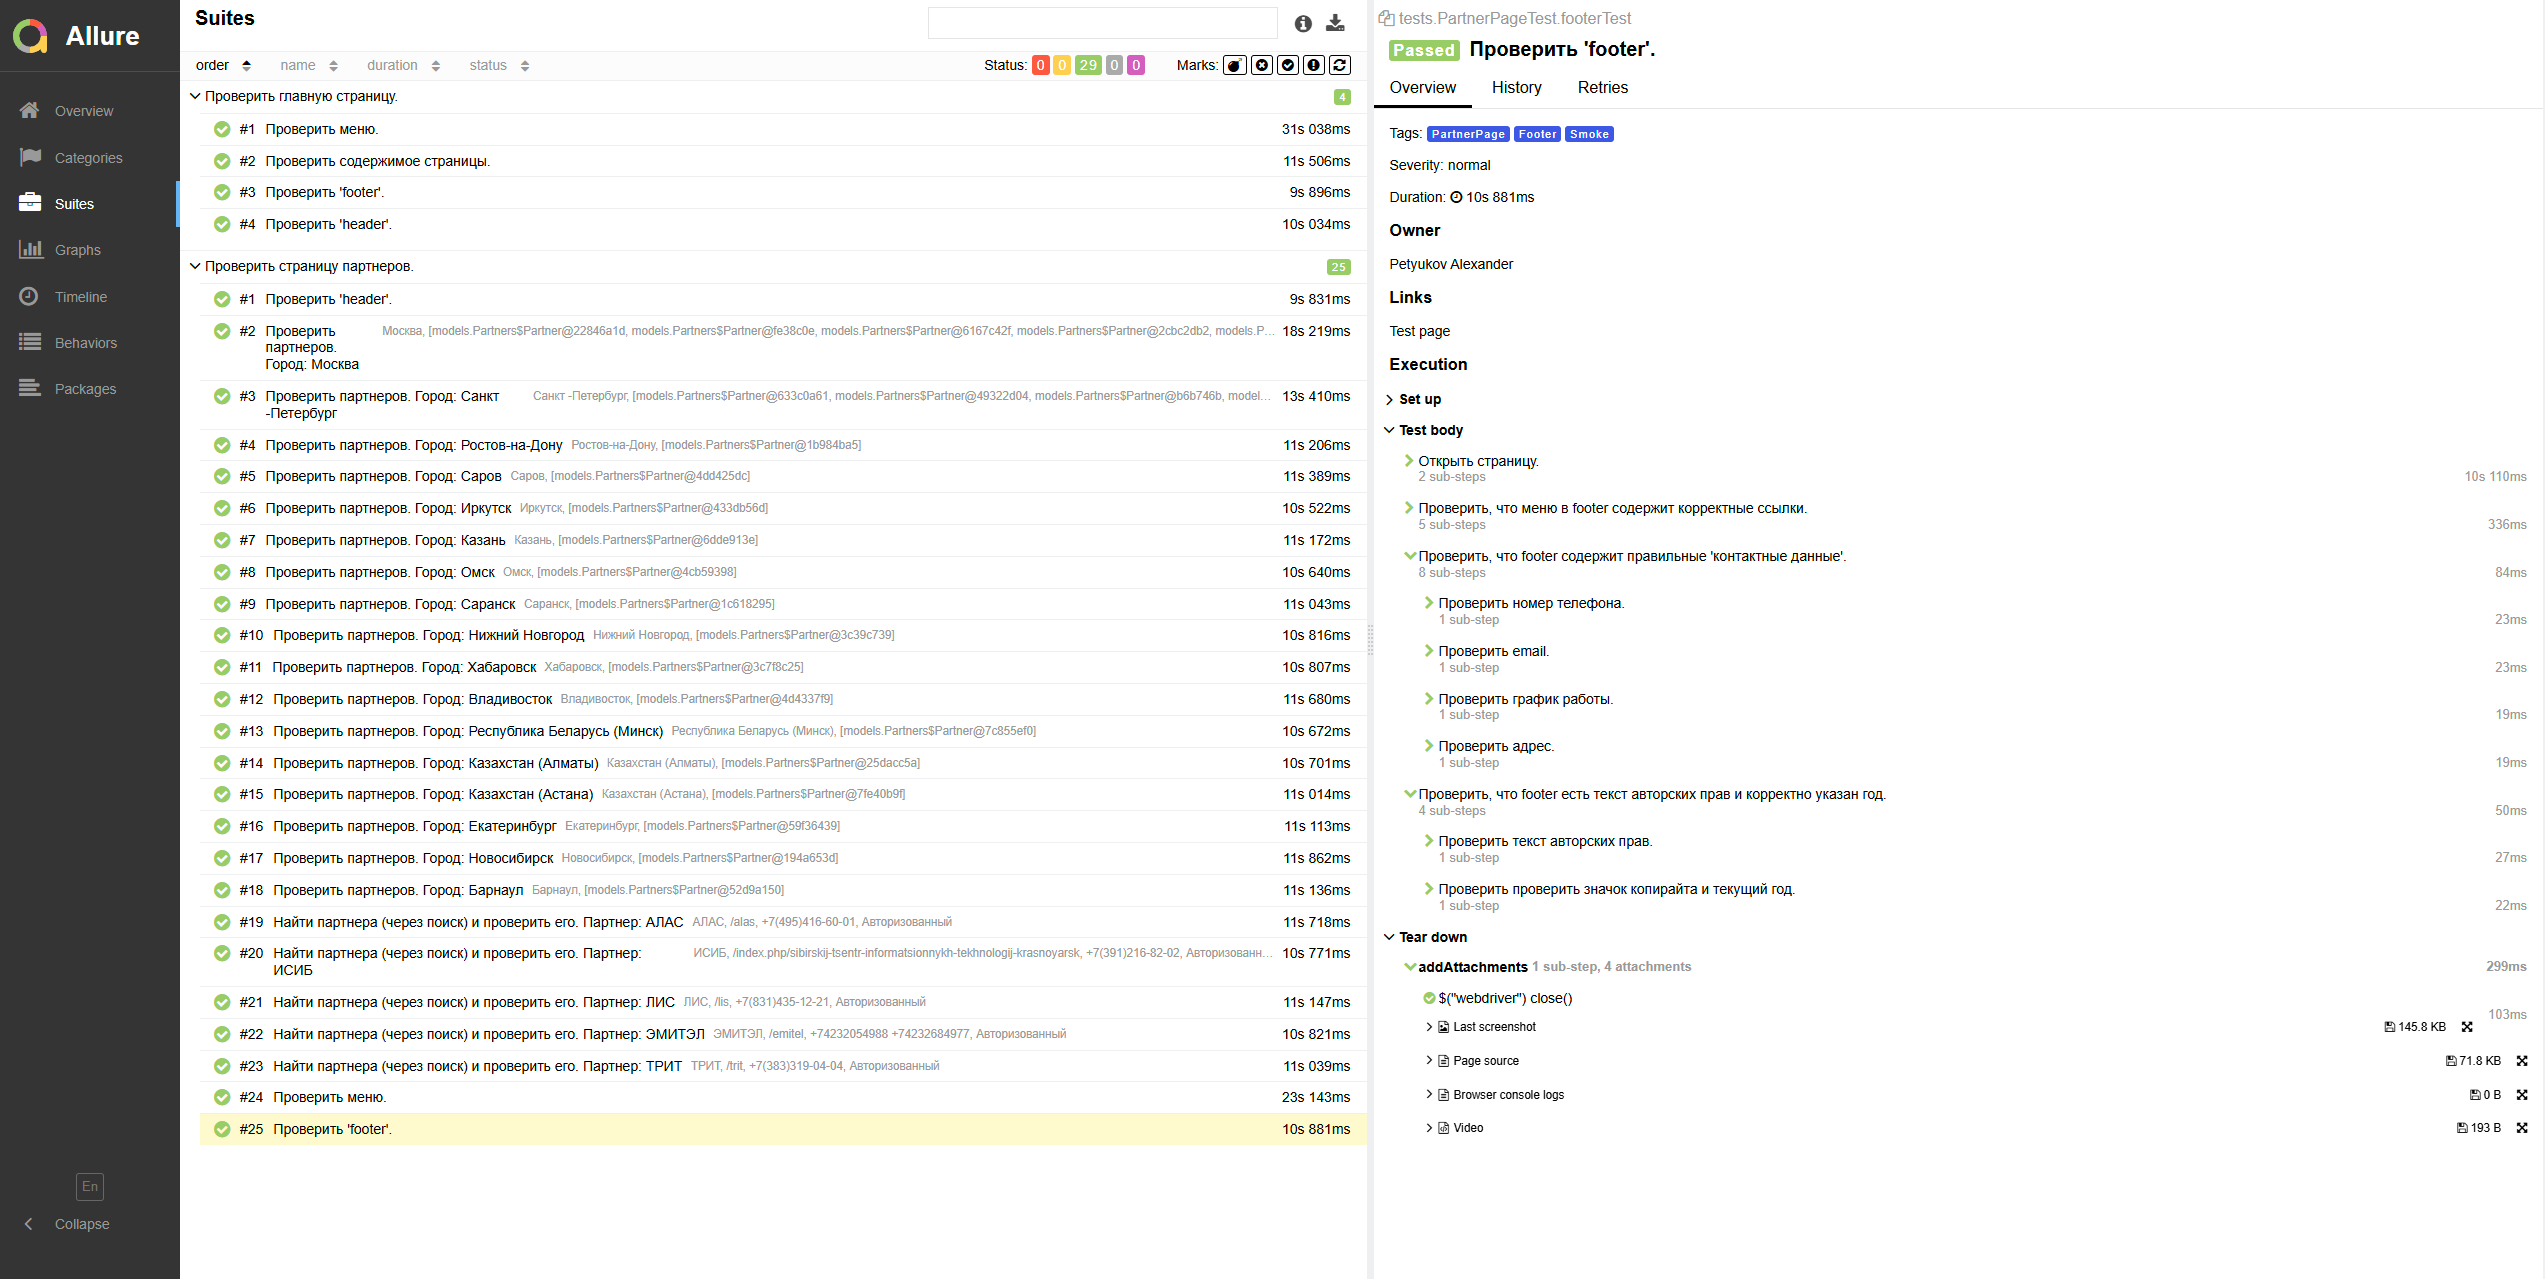 Allure
Overview
Categories
Suites
Graphs
Timeline
Behaviors
Packages
En
Collapse
Suites
order name duration status Status: 0 0 29 0 0 Marks:
Проверить главную страницу. 4
#1 Проверить меню. 31s 038ms
#2 Проверить содержимое страницы. 11s 506ms
#3 Проверить 'footer'. 9s 896ms
#4 Проверить 'header'. 10s 034ms
Проверить страницу партнеров. 25
#1 Проверить 'header'. 9s 831ms
#2 Проверить партнеров. Город: Москва Москва, [models.Partners$Partner@22846a1d, models.Partners$Partner@fe38c0e, models.Partners$Partner@6167c42f, models.Partners$Partner@2cbc2db2, models.P... 18s 219ms
#3 Проверить партнеров. Город: Санкт -Петербург Санкт -Петербург, [models.Partners$Partner@633c0a61, models.Partners$Partner@49322d04, models.Partners$Partner@b6b746b, model... 13s 410ms
#4 Проверить партнеров. Город: Ростов-на-Дону Ростов-на-Дону, [models.Partners$Partner@1b984ba5] 11s 206ms
#5 Проверить партнеров. Город: Саров Саров, [models.Partners$Partner@4dd425dc] 11s 389ms
#6 Проверить партнеров. Город: Иркутск Иркутск, [models.Partners$Partner@433db56d] 10s 522ms
#7 Проверить партнеров. Город: Казань Казань, [models.Partners$Partner@6dde913e] 11s 172ms
#8 Проверить партнеров. Город: Омск Омск, [models.Partners$Partner@4cb59398] 10s 640ms
#9 Проверить партнеров. Город: Саранск Саранск, [models.Partners$Partner@1c618295] 11s 043ms
#10 Проверить партнеров. Город: Нижний Новгород Нижний Новгород, [models.Partners$Partner@3c39c739] 10s 816ms
#11 Проверить партнеров. Город: Хабаровск Хабаровск, [models.Partners$Partner@3c7f8c25] 10s 807ms
#12 Проверить партнеров. Город: Владивосток Владивосток, [models.Partners$Partner@4d4337f9] 11s 680ms
#13 Проверить партнеров. Город: Республика Беларусь (Минск) Республика Беларусь (Минск), [models.Partners$Partner@7c855ef0] 10s 672ms
#14 Проверить партнеров. Город: Казахстан (Алматы) Казахстан (Алматы), [models.Partners$Partner@25dacc5a] 10s 701ms
#15 Проверить партнеров. Город: Казахстан (Астана) Казахстан (Астана), [models.Partners$Partner@7fe40b9f] 11s 014ms
#16 Проверить партнеров. Город: Екатеринбург Екатеринбург, [models.Partners$Partner@59f36439] 11s 113ms
#17 Проверить партнеров. Город: Новосибирск Новосибирск, [models.Partners$Partner@194a653d] 11s 862ms
#18 Проверить партнеров. Город: Барнаул Барнаул, [models.Partners$Partner@52d9a150] 11s 136ms
#19 Найти партнера (через поиск) и проверить его. Партнер: АЛАС АЛАС, /alas, +7(495)416-60-01, Авторизованный 11s 718ms
#20 Найти партнера (через поиск) и проверить его. Партнер: ИСИБ ИСИБ, /index.php/sibirskij-tsentr-informatsionnykh-tekhnologij-krasnoyarsk, +7(391)216-82-02, Авторизованн... 10s 771ms
#21 Найти партнера (через поиск) и проверить его. Партнер: ЛИС ЛИС, /lis, +7(831)435-12-21, Авторизованный 11s 147ms
#22 Найти партнера (через поиск) и проверить его. Партнер: ЭМИТЭЛ ЭМИТЭЛ, /emitel, +74232054988 +74232684977, Авторизованный 10s 821ms
#23 Найти партнера (через поиск) и проверить его. Партнер: ТРИТ ТРИТ, /trit, +7(383)319-04-04, Авторизованный 11s 039ms
#24 Проверить меню. 23s 143ms
#25 Проверить 'footer'. 10s 881ms
tests.PartnerPageTest.footerTest
Passed Проверить 'footer'.
Overview History Retries
Tags: PartnerPage Footer Smoke
Severity: normal
Duration: 10s 881ms
Owner
Petyukov Alexander
Links
Test page
Execution
Set up
Test body
Открыть страницу.
2 sub-steps 10s 110ms
Проверить, что меню в footer содержит корректные ссылки.
5 sub-steps 336ms
Проверить, что footer содержит правильные 'контактные данные'.
8 sub-steps 84ms
Проверить номер телефона.
1 sub-step 23ms
Проверить email.
1 sub-step 23ms
Проверить график работы.
1 sub-step 19ms
Проверить адрес.
1 sub-step 19ms
Проверить, что footer есть текст авторских прав и корректно указан год.
4 sub-steps 50ms
Проверить текст авторских прав.
1 sub-step 27ms
Проверить проверить значок копирайта и текущий год.
1 sub-step 22ms
Tear down
addAttachments 1 sub-step, 4 attachments 299ms
$("webdriver") close()
103ms
Last screenshot 145.8 KB
Page source 71.8 KB
Browser console logs 0 B
Video 193 B